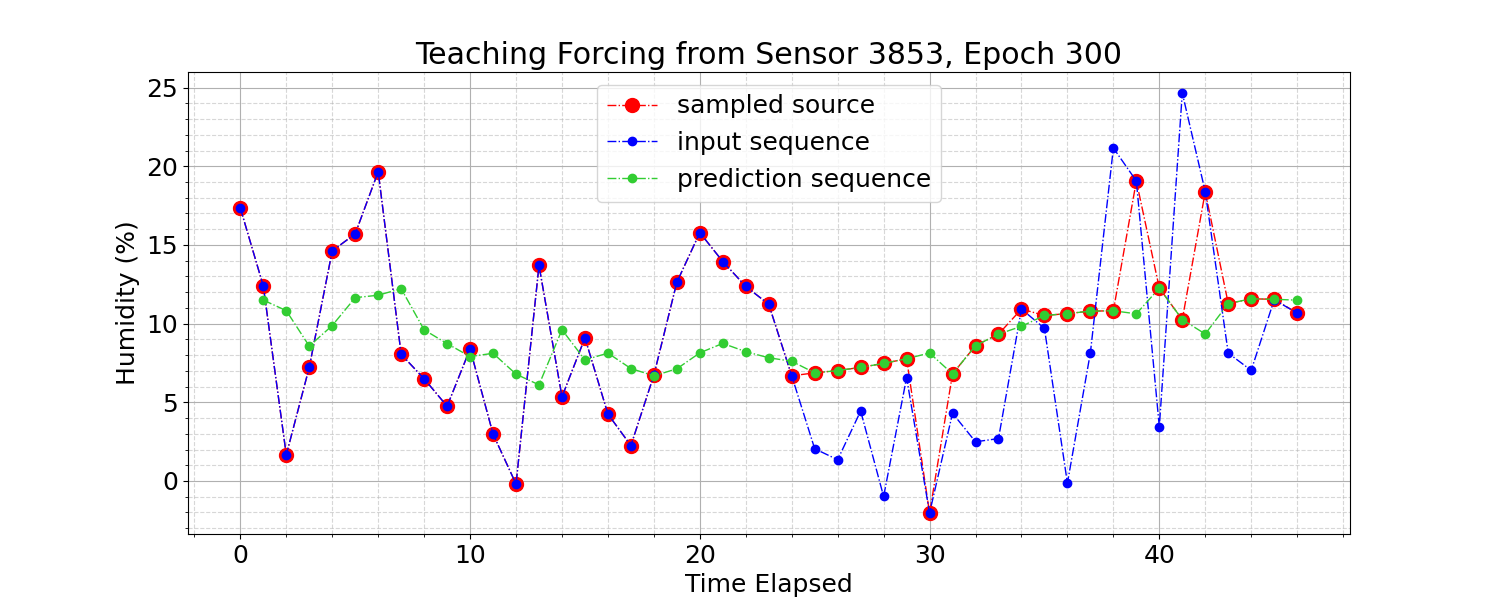 Teaching Forcing from Sensor 3853, Epoch 300
25
20
15
10
5
0
Humidity (%)
sampled source
input sequence
prediction sequence
0 10 20 30 40
Time Elapsed